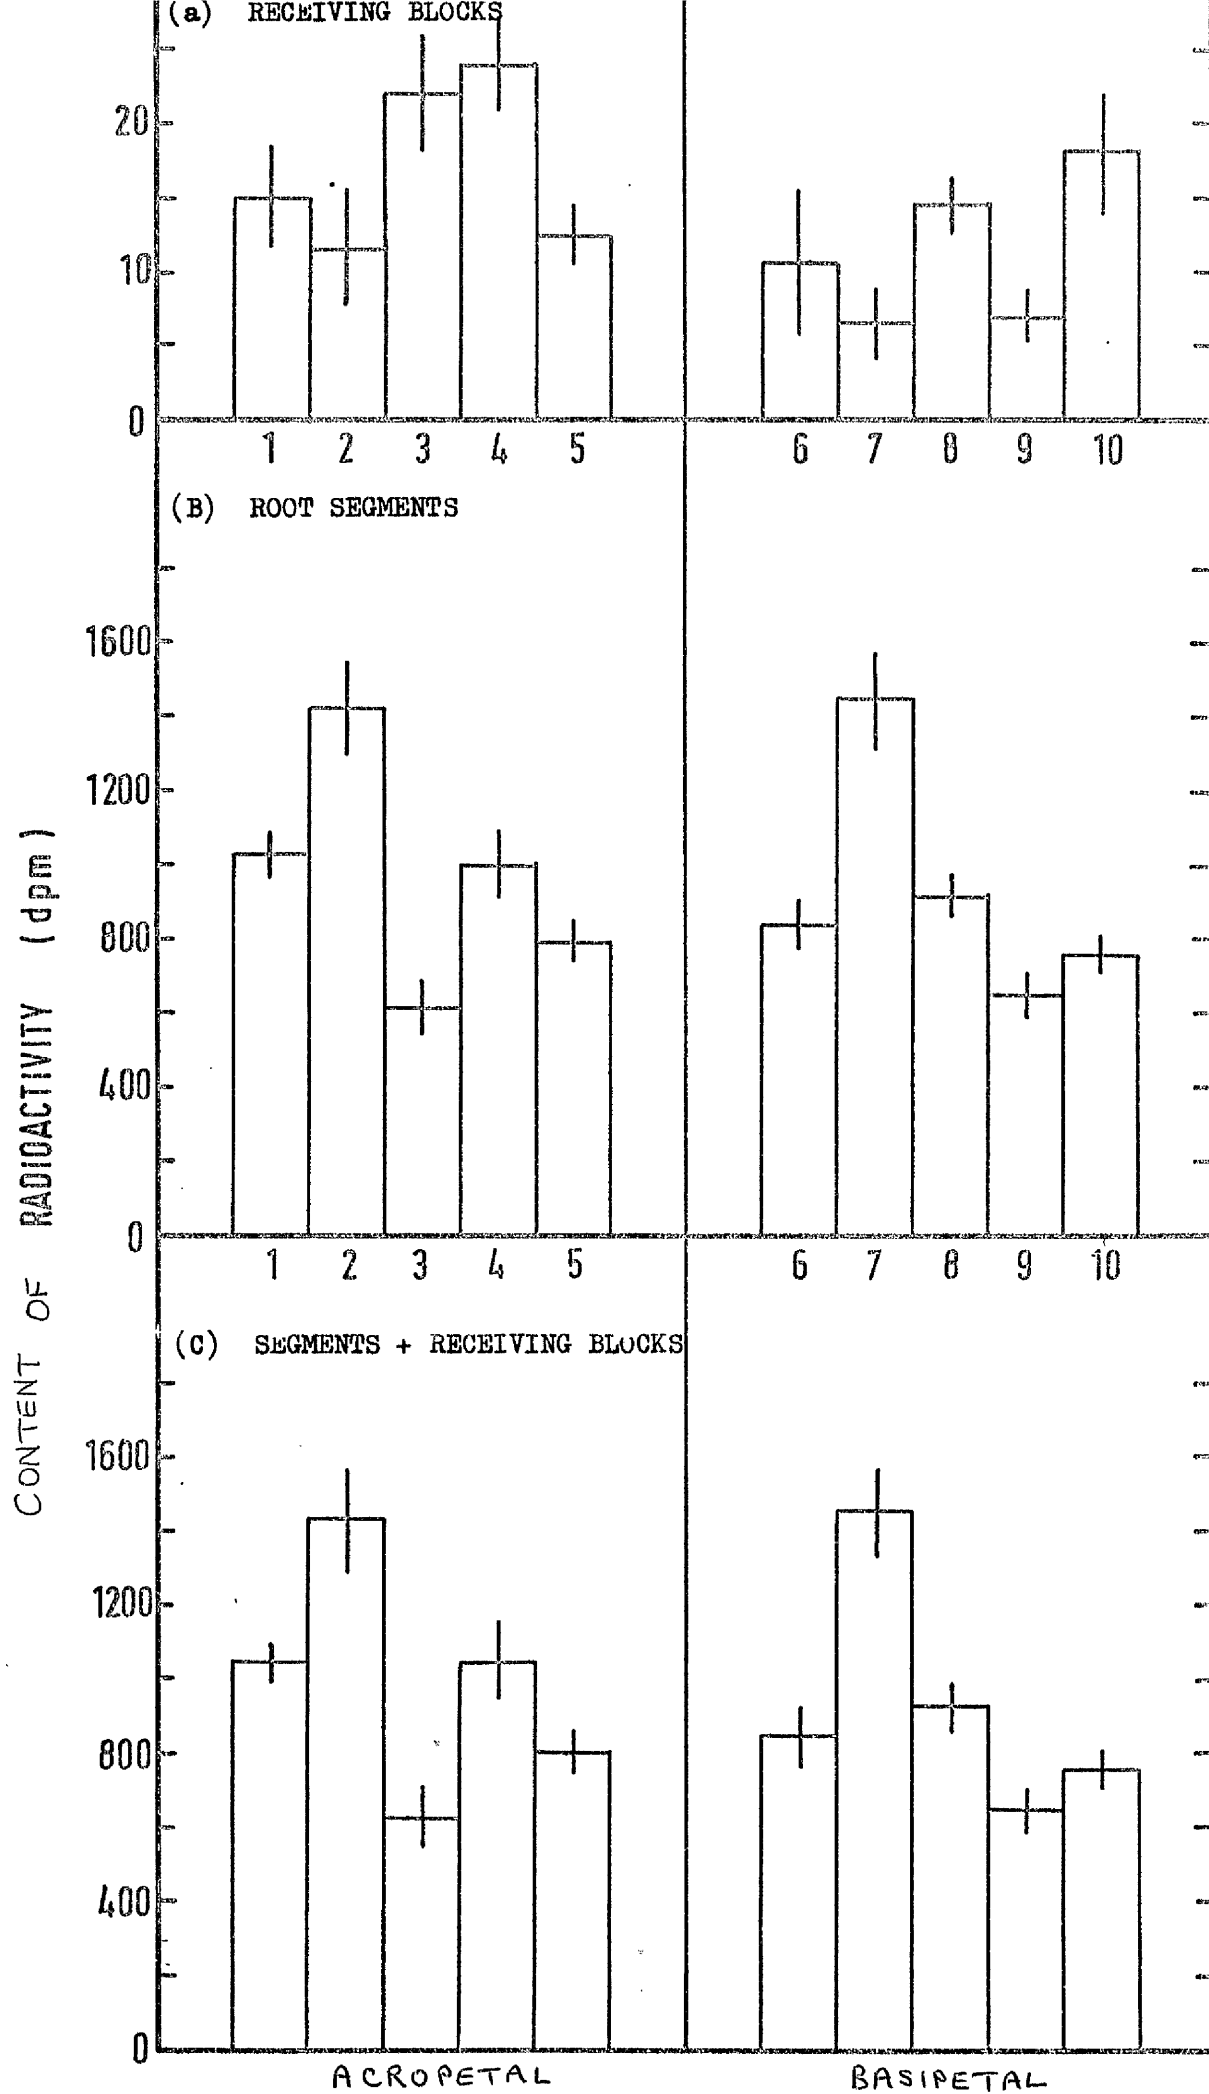 (a) RECEIVING BLOCKS
20
10
0
1 2 3 4 5 6 7 8 9 10
(B) ROOT SEGMENTS
1600
1200
800
400
0
1 2 3 4 5 6 7 8 9 10
(C) SEGMENTS + RECEIVING BLOCKS
1600
1200
800
400
0
ACROPETAL BASIPETAL
CONTENT OF RADIOACTIVITY (dpm)